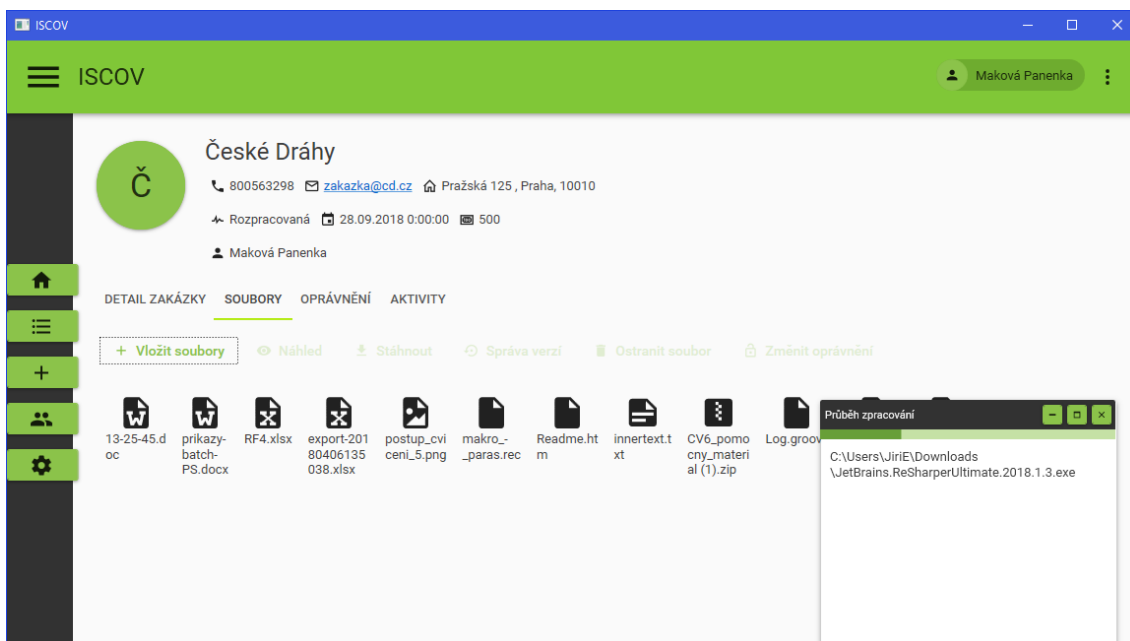 ISCOV
ISCOV
Maková Panenka
Č
České Dráhy
800563298 zakazka@cd.cz Pražská 125 , Praha, 10010
Rozpracovaná 28.09.2018 0:00:00 500
Maková Panenka
DETAIL ZAKÁZKY SOUBORY OPRÁVNĚNÍ AKTIVITY
Vložit soubory Náhled Stáhnout Správa verzí Ostranit soubor Změnit oprávnění
13-25-45.d
oc
prikazy-
batch-
PS.docx
RF4.xlsx
export-201
80406135
038.xlsx
postup_cvi
ceni_5.png
makro_-
_paras.rec
Readme.ht
m
innertext.t
xt
CV6_pomo
cny_materi
al (1).zip
Log.groov
Průběh zpracování
C:\Users\JiriE\Downloads
\JetBrains.ReSharperUltimate.2018.1.3.exe